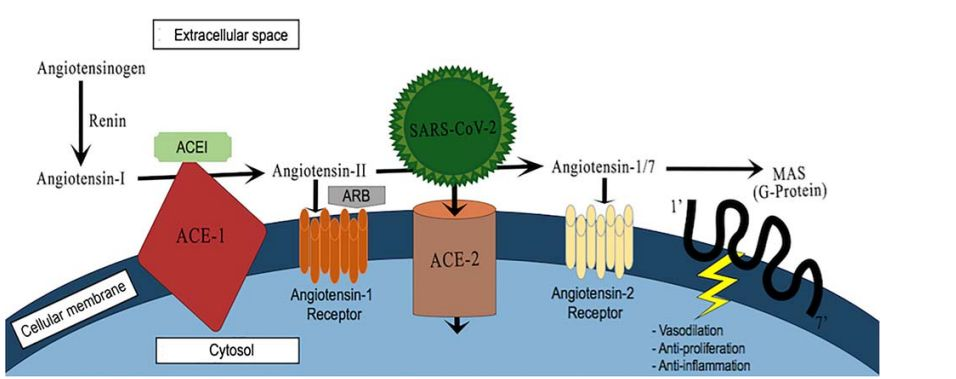 Extracellular space
Angiotensinogen
Renin
ACEI
Angiotensin-I
Angiotensin-II
ARB
SARS-CoV-2
Angiotensin-1/7
MAS
(G-Protein)
1'
ACE-1
ACE-2
Angiotensin-1
Receptor
Angiotensin-2
Receptor
7'
Cellular membrane
Cytosol
- Vasodilation
- Anti-proliferation
- Anti-inflammation